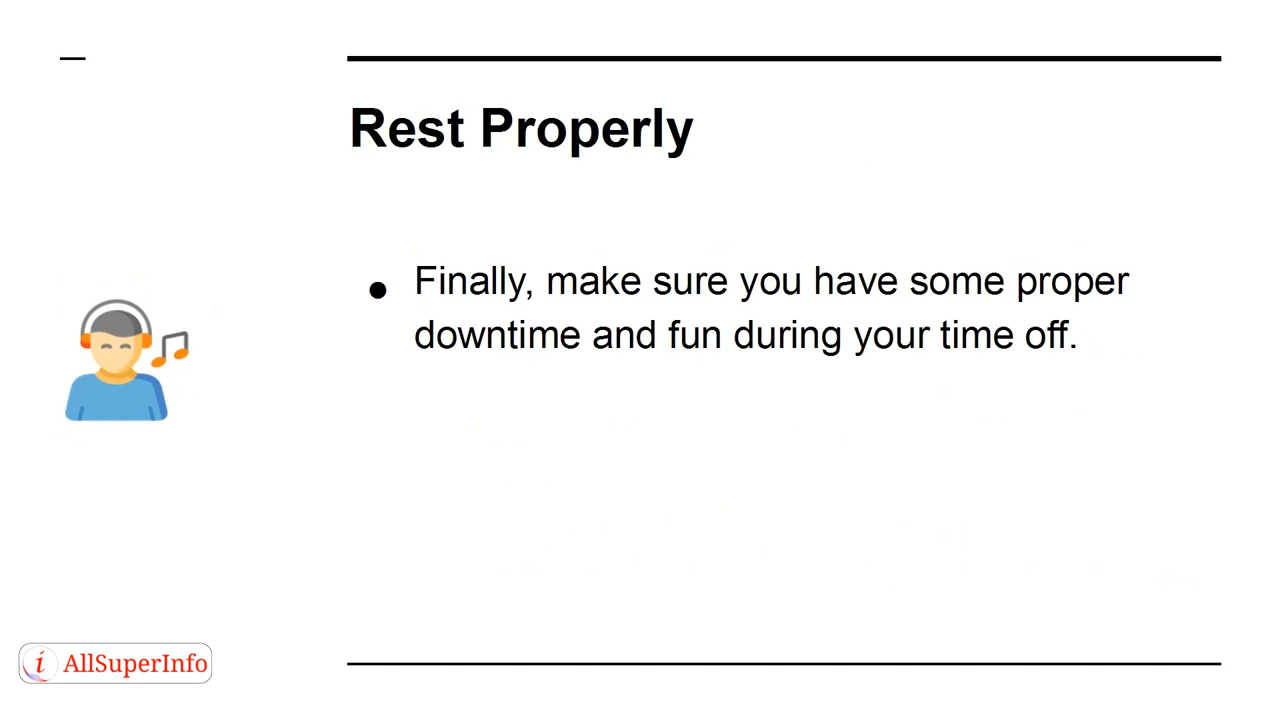 Rest Properly
● Finally, make sure you have some proper
downtime and fun during your time off.
i AllSuperInfo